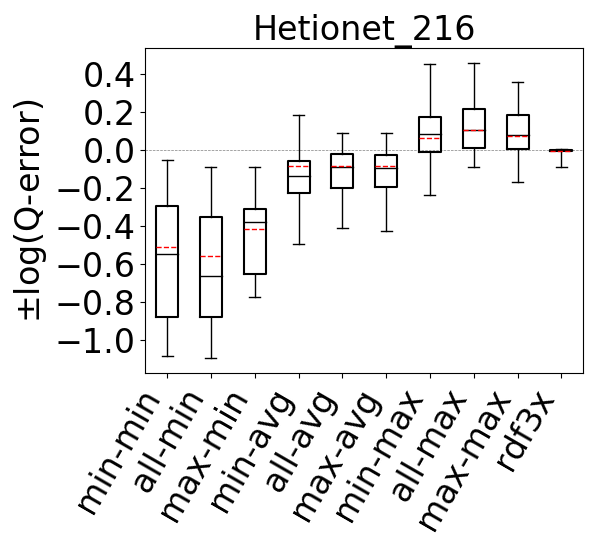 Hetionet_216
±log(Q-error)
0.4
0.2
0.0
−0.2
−0.4
−0.6
−0.8
−1.0
min-min
all-min
max-min
min-avg
all-avg
max-avg
min-max
all-max
max-max
rdf3x